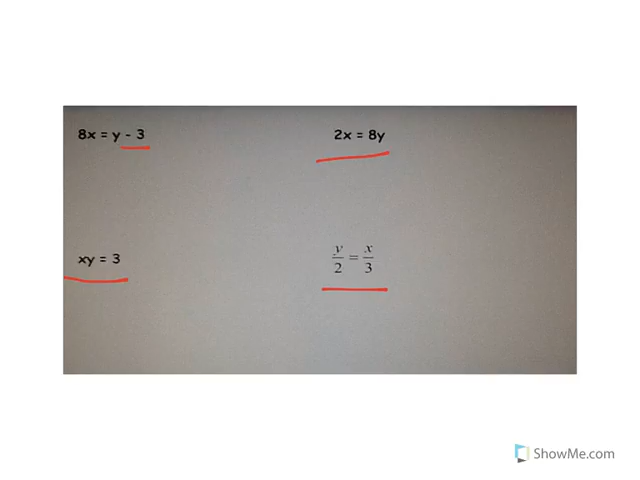 8x = y - 3
2x = 8y
xy = 3
y/2 = x/3
ShowMe.com